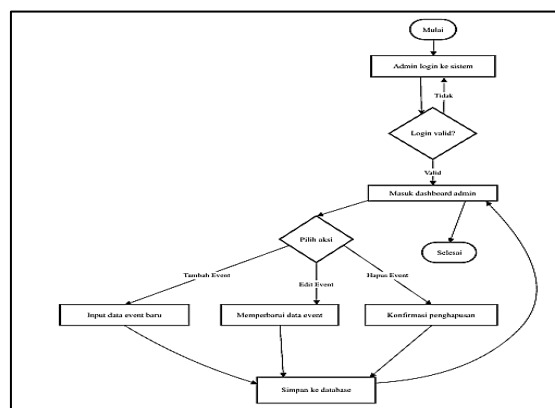 Mulai
Admin login ke sistem
Tidak
Login valid?
Valid
Masuk dashboard admin
Pilih aksi
Selesai
Tambah Event
Edit Event
Hapus Event
Input data event baru
Memperbarui data event
Konfirmasi penghapusan
Simpan ke database